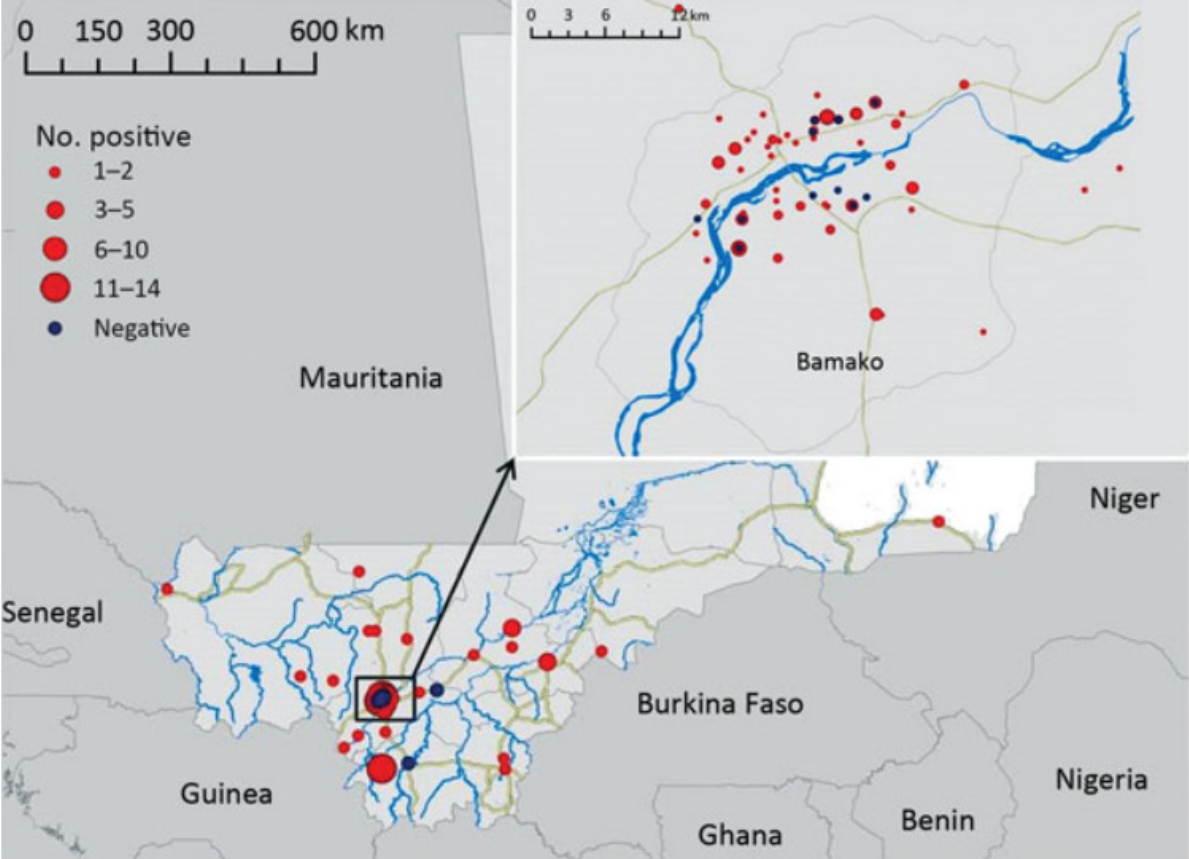 0 150 300 600 km
No. positive
1–2
3–5
6–10
11–14
Negative
0 3 6 12 km
Bamako
Mauritania
Niger
Senegal
Burkina Faso
Guinea
Nigeria
Benin
Ghana